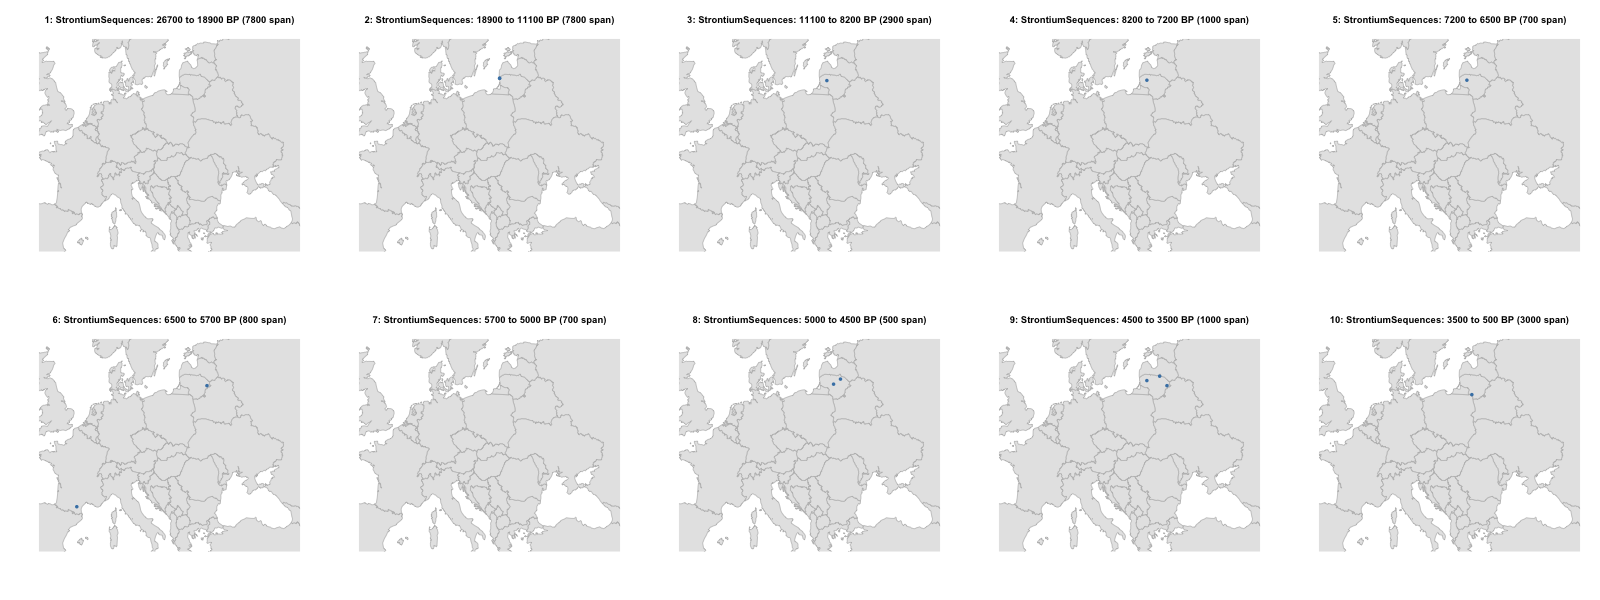 1: StrontiumSequences: 26700 to 18900 BP (7800 span)
2: StrontiumSequences: 18900 to 11100 BP (7800 span)
3: StrontiumSequences: 11100 to 8200 BP (2900 span)
4: StrontiumSequences: 8200 to 7200 BP (1000 span)
5: StrontiumSequences: 7200 to 6500 BP (700 span)
6: StrontiumSequences: 6500 to 5700 BP (800 span)
7: StrontiumSequences: 5700 to 5000 BP (700 span)
8: StrontiumSequences: 5000 to 4500 BP (500 span)
9: StrontiumSequences: 4500 to 3500 BP (1000 span)
10: StrontiumSequences: 3500 to 500 BP (3000 span)